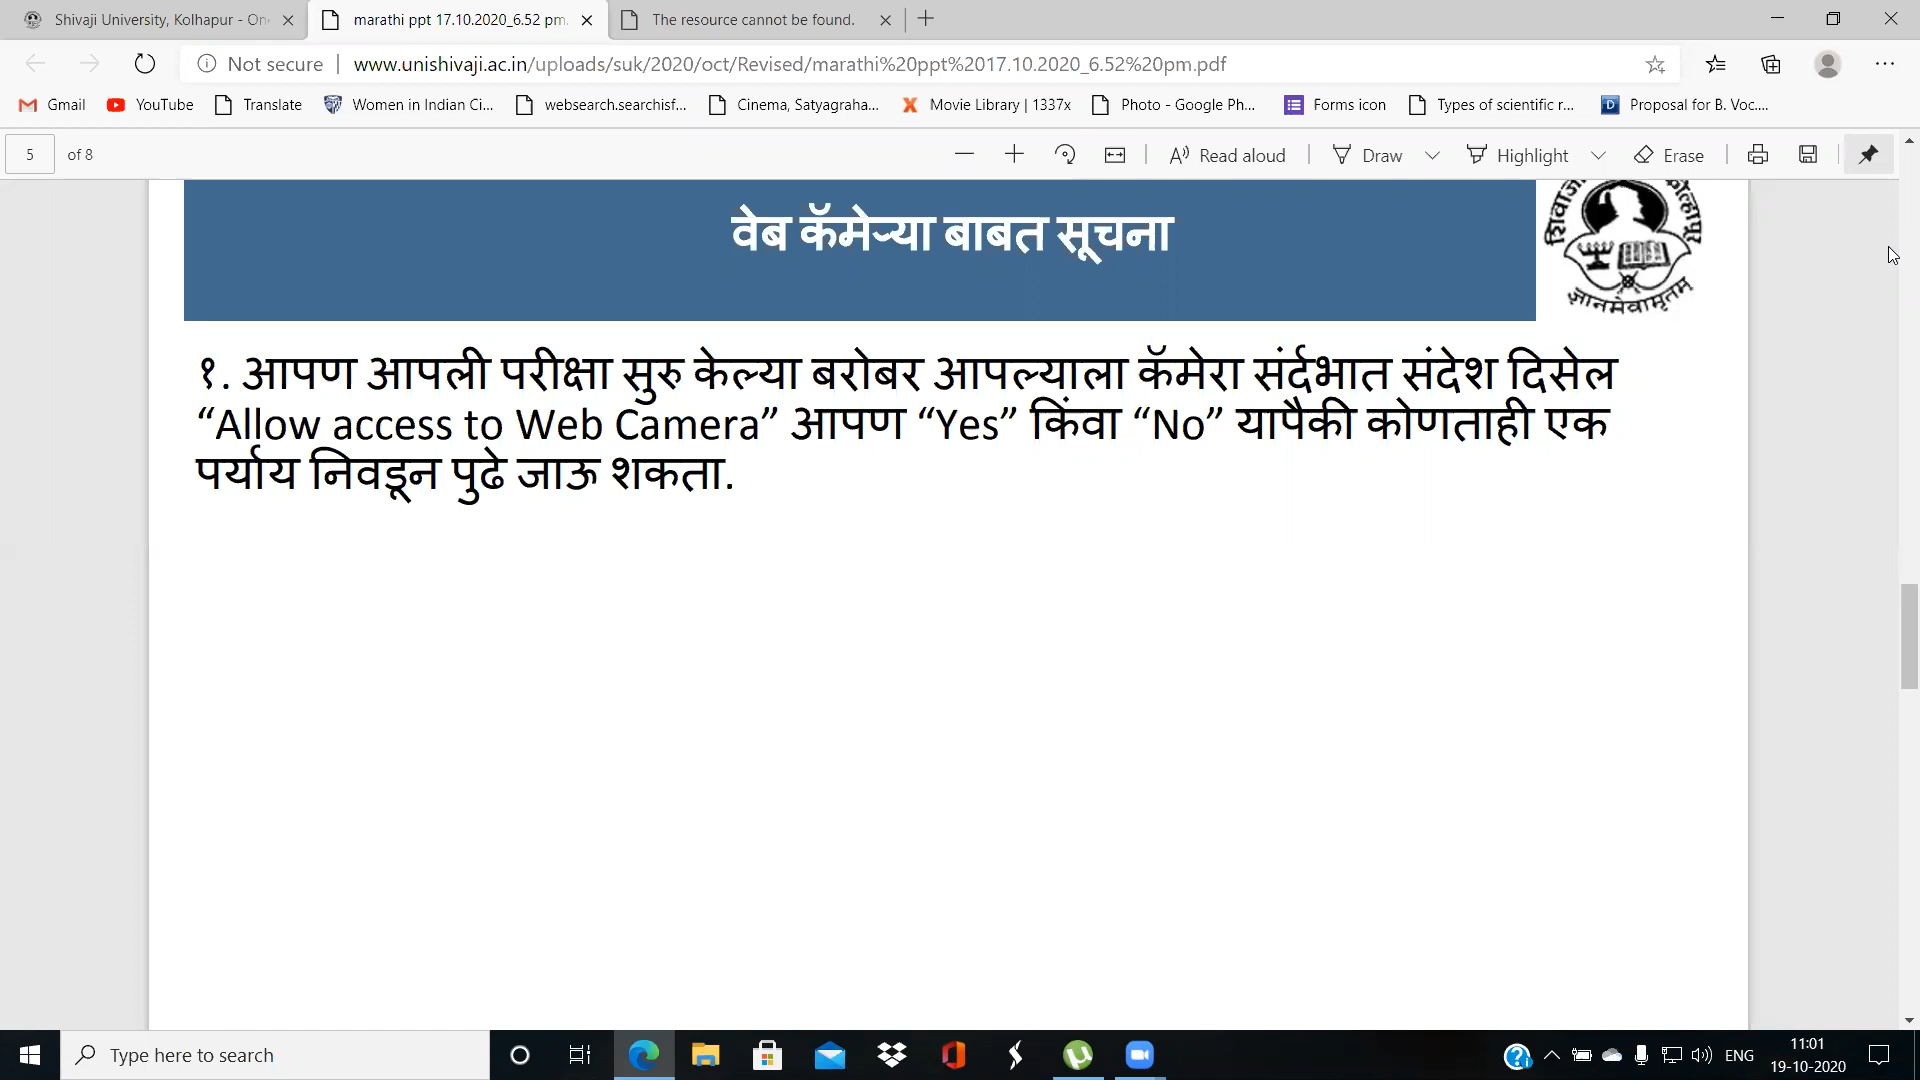 Shivaji University, Kolhapur - On
marathi ppt 17.10.2020_6.52 pm.
The resource cannot be found.
Not secure
www.unishivaji.ac.in/uploads/suk/2020/oct/Revised/marathi%20ppt%2017.10.2020_6.52%20pm.pdf
Gmail YouTube Translate Women in Indian Ci... websearch.searchisf... Cinema, Satyagraha... Movie Library | 1337x Photo - Google Ph... Forms icon Types of scientific r... Proposal for B. Voc....
5 of 8 Read aloud Draw Highlight Erase
वेब कॅमेऱ्या बाबत सूचना
ज्ञानमेवामृतम्
१. आपण आपली परीक्षा सुरु केल्या बरोबर आपल्याला कॅमेरा संर्दभात संदेश दिसेल
“Allow access to Web Camera” आपण “Yes” किंवा “No” यापैकी कोणताही एक
पर्याय निवडून पुढे जाऊ शकता.
Type here to search
ENG
11:01
19-10-2020